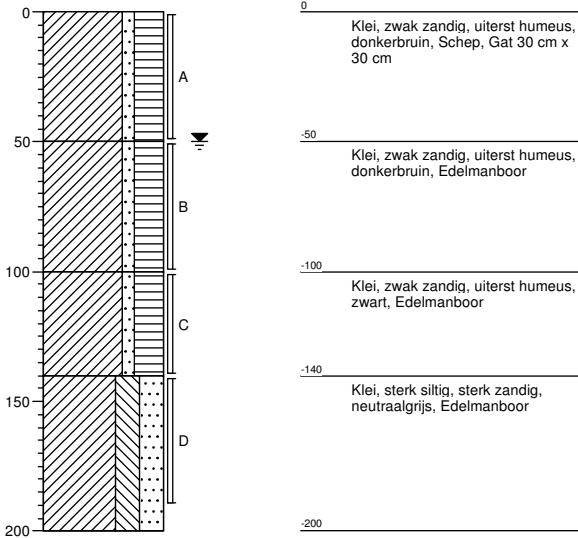 0
50
100
150
200
A
B
C
D
0
Klei, zwak zandig, uiterst humeus,
donkerbruin, Schep, Gat 30 cm x
30 cm
-50
Klei, zwak zandig, uiterst humeus,
donkerbruin, Edelmanboor
-100
Klei, zwak zandig, uiterst humeus,
zwart, Edelmanboor
-140
Klei, sterk siltig, sterk zandig,
neutraalgrijs, Edelmanboor
-200